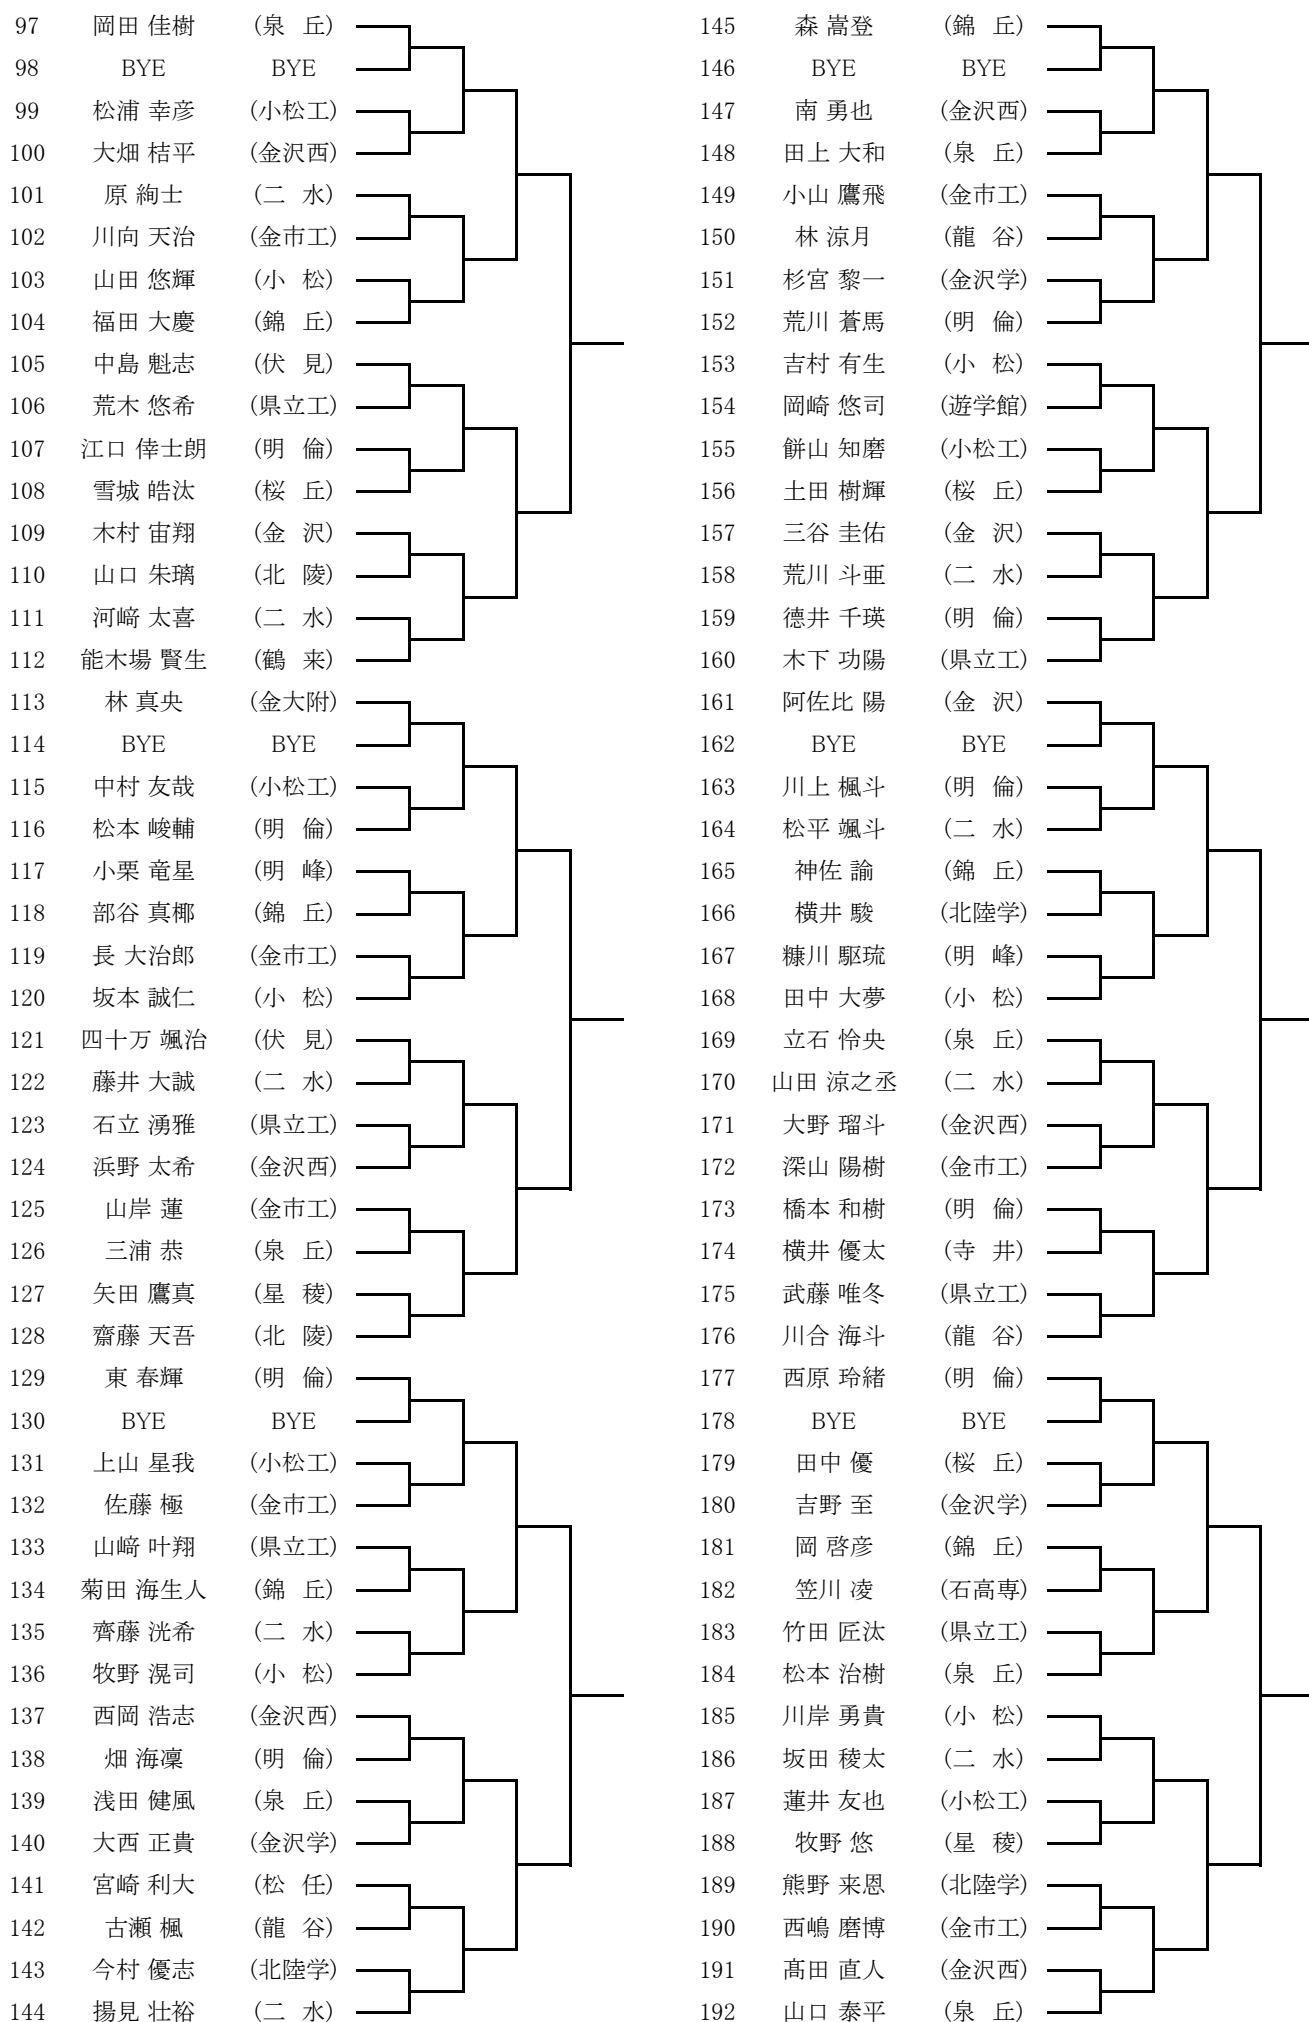 97 岡田 佳樹 (泉 丘)
98 BYE BYE
99 松浦 幸彦 (小松工)
100 大畑 桔平 (金沢西)
101 原 絢士 (二 水)
102 川向 天治 (金市工)
103 山田 悠輝 (小 松)
104 福田 大慶 (錦 丘)
105 中島 魁志 (伏 見)
106 荒木 悠希 (県立工)
107 江口 倖士朗 (明 倫)
108 雪城 皓汰 (桜 丘)
109 木村 宙翔 (金 沢)
110 山口 朱璃 (北 陵)
111 河﨑 太喜 (二 水)
112 能木場 賢生 (鶴 来)
113 林 真央 (金大附)
114 BYE BYE
115 中村 友哉 (小松工)
116 松本 峻輔 (明 倫)
117 小栗 竜星 (明 峰)
118 部谷 真椰 (錦 丘)
119 長 大治郎 (金市工)
120 坂本 誠仁 (小 松)
121 四十万 颯治 (伏 見)
122 藤井 大誠 (二 水)
123 石立 湧雅 (県立工)
124 浜野 太希 (金沢西)
125 山岸 蓮 (金市工)
126 三浦 恭 (泉 丘)
127 矢田 鷹真 (星 稜)
128 齋藤 天吾 (北 陵)
129 東 春輝 (明 倫)
130 BYE BYE
131 上山 星我 (小松工)
132 佐藤 極 (金市工)
133 山﨑 叶翔 (県立工)
134 菊田 海生人 (錦 丘)
135 齊藤 洸希 (二 水)
136 牧野 滉司 (小 松)
137 西岡 浩志 (金沢西)
138 畑 海凜 (明 倫)
139 浅田 健風 (泉 丘)
140 大西 正貴 (金沢学)
141 宮崎 利大 (松 任)
142 古瀬 楓 (龍 谷)
143 今村 優志 (北陸学)
144 揚見 壮裕 (二 水)
145 森 嵩登 (錦 丘)
146 BYE BYE
147 南 勇也 (金沢西)
148 田上 大和 (泉 丘)
149 小山 鷹飛 (金市工)
150 林 涼月 (龍 谷)
151 杉宮 黎一 (金沢学)
152 荒川 蒼馬 (明 倫)
153 吉村 有生 (小 松)
154 岡崎 悠司 (遊学館)
155 餅山 知磨 (小松工)
156 土田 樹輝 (桜 丘)
157 三谷 圭佑 (金 沢)
158 荒川 斗亜 (二 水)
159 德井 千瑛 (明 倫)
160 木下 功陽 (県立工)
161 阿佐比 陽 (金 沢)
162 BYE BYE
163 川上 楓斗 (明 倫)
164 松平 颯斗 (二 水)
165 神佐 諭 (錦 丘)
166 横井 駿 (北陸学)
167 糠川 駆琉 (明 峰)
168 田中 大夢 (小 松)
169 立石 怜央 (泉 丘)
170 山田 涼之丞 (二 水)
171 大野 瑠斗 (金沢西)
172 深山 陽樹 (金市工)
173 橋本 和樹 (明 倫)
174 横井 優太 (寺 井)
175 武藤 唯冬 (県立工)
176 川合 海斗 (龍 谷)
177 西原 玲緒 (明 倫)
178 BYE BYE
179 田中 優 (桜 丘)
180 吉野 至 (金沢学)
181 岡 啓彦 (錦 丘)
182 笠川 凌 (石高専)
183 竹田 匠汰 (県立工)
184 松本 治樹 (泉 丘)
185 川岸 勇貴 (小 松)
186 坂田 稜太 (二 水)
187 蓮井 友也 (小松工)
188 牧野 悠 (星 稜)
189 熊野 来恩 (北陸学)
190 西嶋 磨博 (金市工)
191 髙田 直人 (金沢西)
192 山口 泰平 (泉 丘)